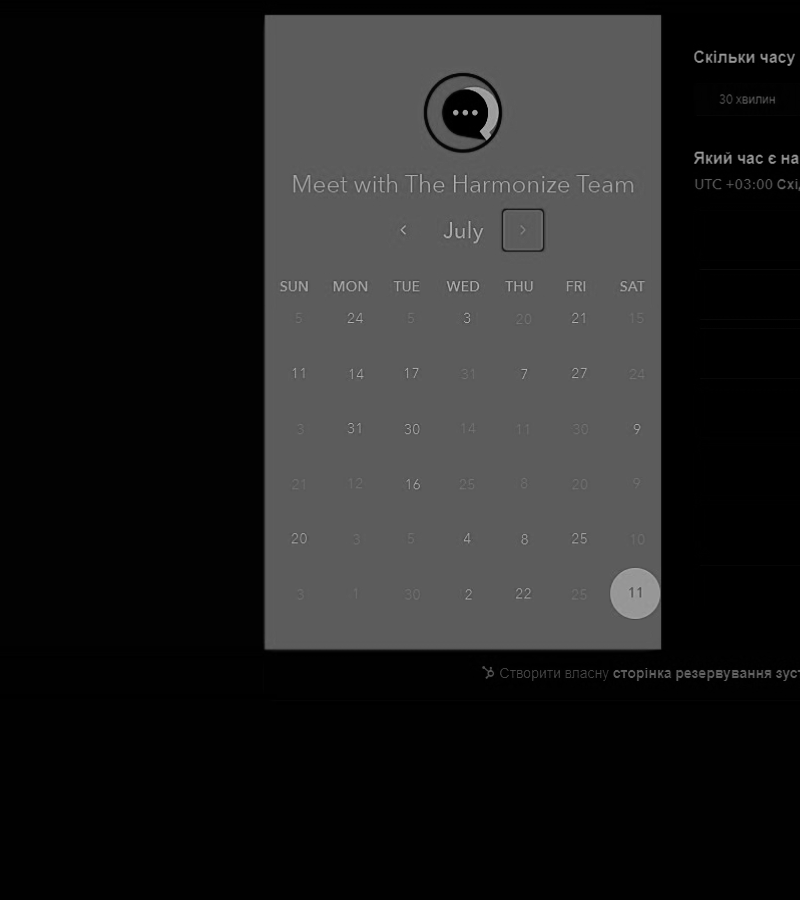 Скільки часу
30 хвилин
Який час є на
UTC +03:00 Схі
Meet with The Harmonize Team
July
SUN MON TUE WED THU FRI SAT
5 24 5 3 20 21 15
11 14 17 31 7 27 24
3 31 30 14 11 30 9
21 12 16 25 8 20 9
20 3 5 4 8 25 10
3 1 30 2 22 25 11
Створити власну сторінка резервування зуст